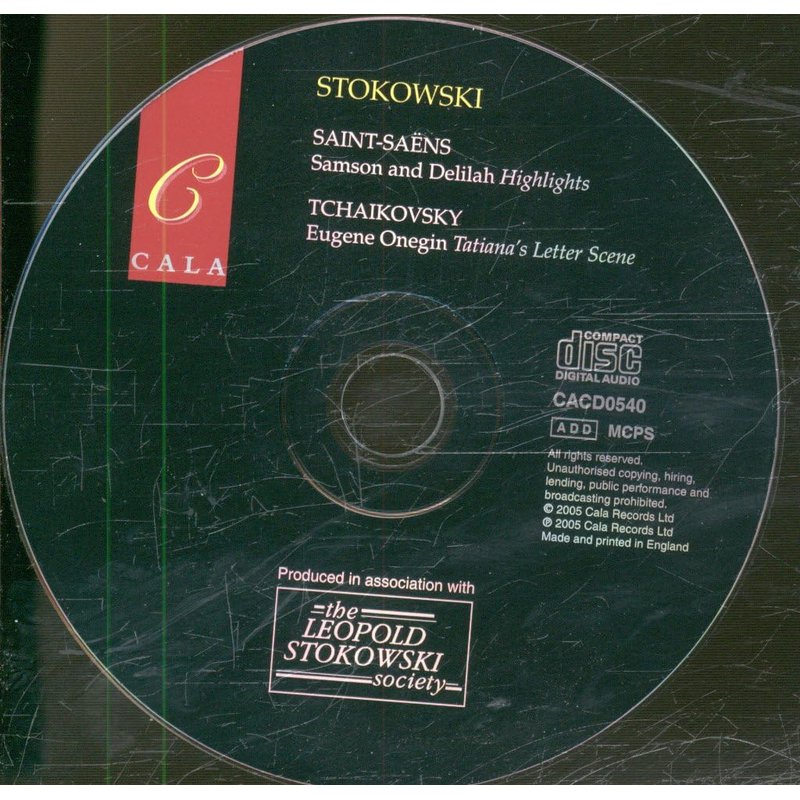 STOKOWSKI
SAINT-SAËNS
Samson and Delilah Highlights
TCHAIKOVSKY
Eugene Onegin Tatiana's Letter Scene
C
CALA
COMPACT
disc
DIGITAL AUDIO
CACD0540
ADD MCPS
All rights reserved.
Unauthorised copying, hiring,
lending, public performance and
broadcasting prohibited.
© 2005 Cala Records Ltd
℗ 2005 Cala Records Ltd
Made and printed in England
Produced in association with
the
LEOPOLD
STOKOWSKI
society